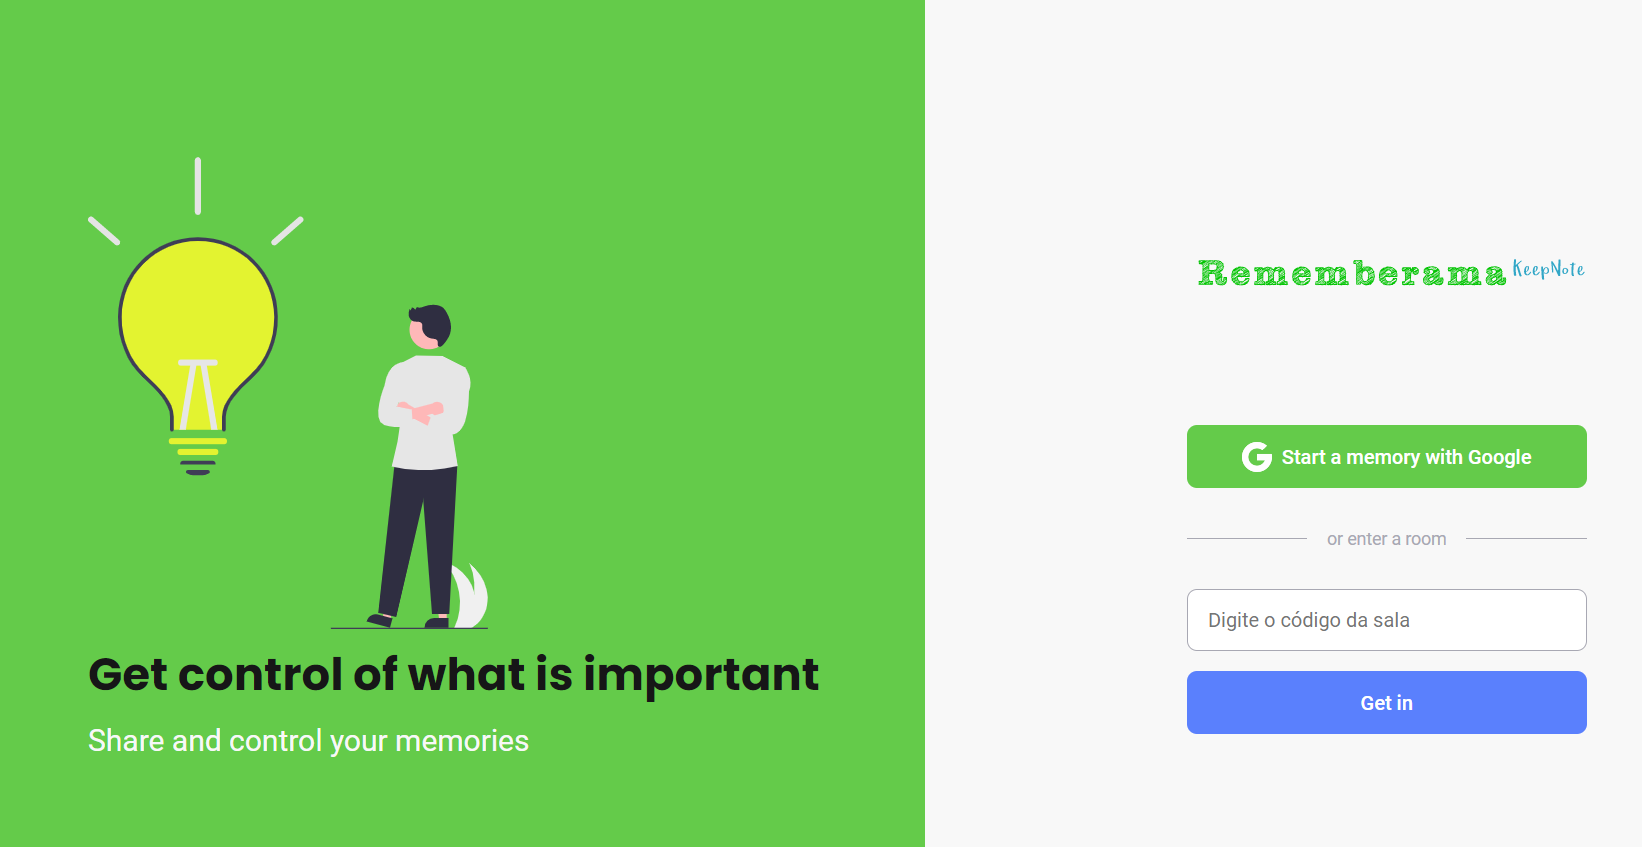 Get control of what is important
Share and control your memories
Rememberama KeepNote
Start a memory with Google
or enter a room
Digite o código da sala
Get in